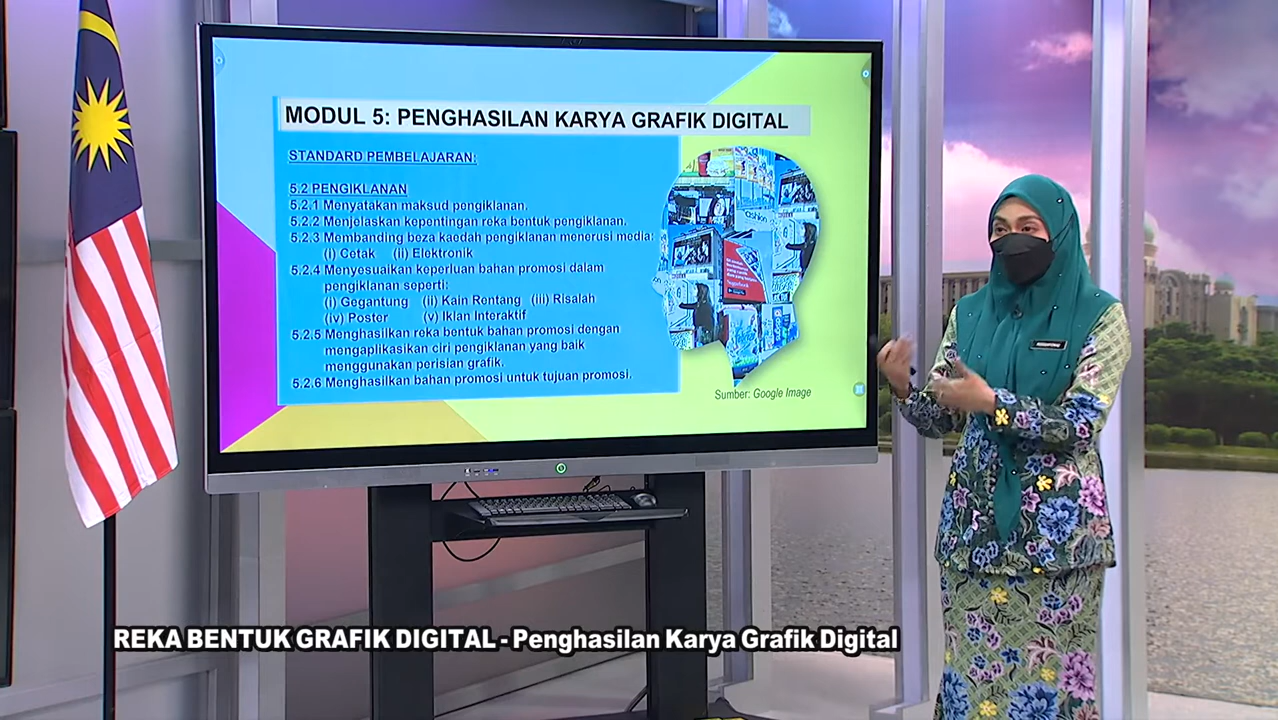 MODUL 5: PENGHASILAN KARYA GRAFIK DIGITAL
STANDARD PEMBELAJARAN:
5.2 PENGIKLANAN
5.2.1 Menyatakan maksud pengiklanan.
5.2.2 Menjelaskan kepentingan reka bentuk pengiklanan.
5.2.3 Membanding beza kaedah pengiklanan menerusi media:
(i) Cetak (ii) Elektronik
5.2.4 Menyesuaikan keperluan bahan promosi dalam
pengiklanan seperti:
(i) Gegantung (ii) Kain Rentang (iii) Risalah
(iv) Poster (v) Iklan Interaktif
5.2.5 Menghasilkan reka bentuk bahan promosi dengan
mengaplikasikan ciri pengiklanan yang baik
menggunakan perisian grafik.
5.2.6 Menghasilkan bahan promosi untuk tujuan promosi.
Sumber: Google Image
REKA BENTUK GRAFIK DIGITAL - Penghasilan Karya Grafik Digital